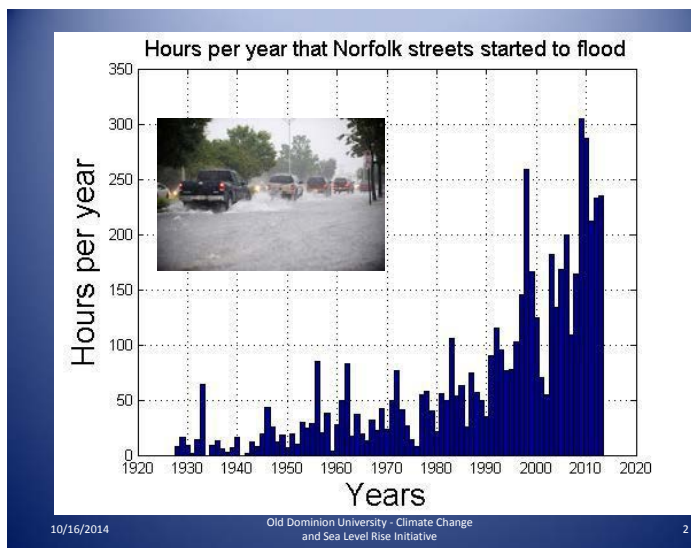 Hours per year that Norfolk streets started to flood
350
300
250
200
150
100
50
0
Hours per year
1920 1930 1940 1950 1960 1970 1980 1990 2000 2010 2020
Years
10/16/2014
Old Dominion University - Climate Change
and Sea Level Rise Initiative
2